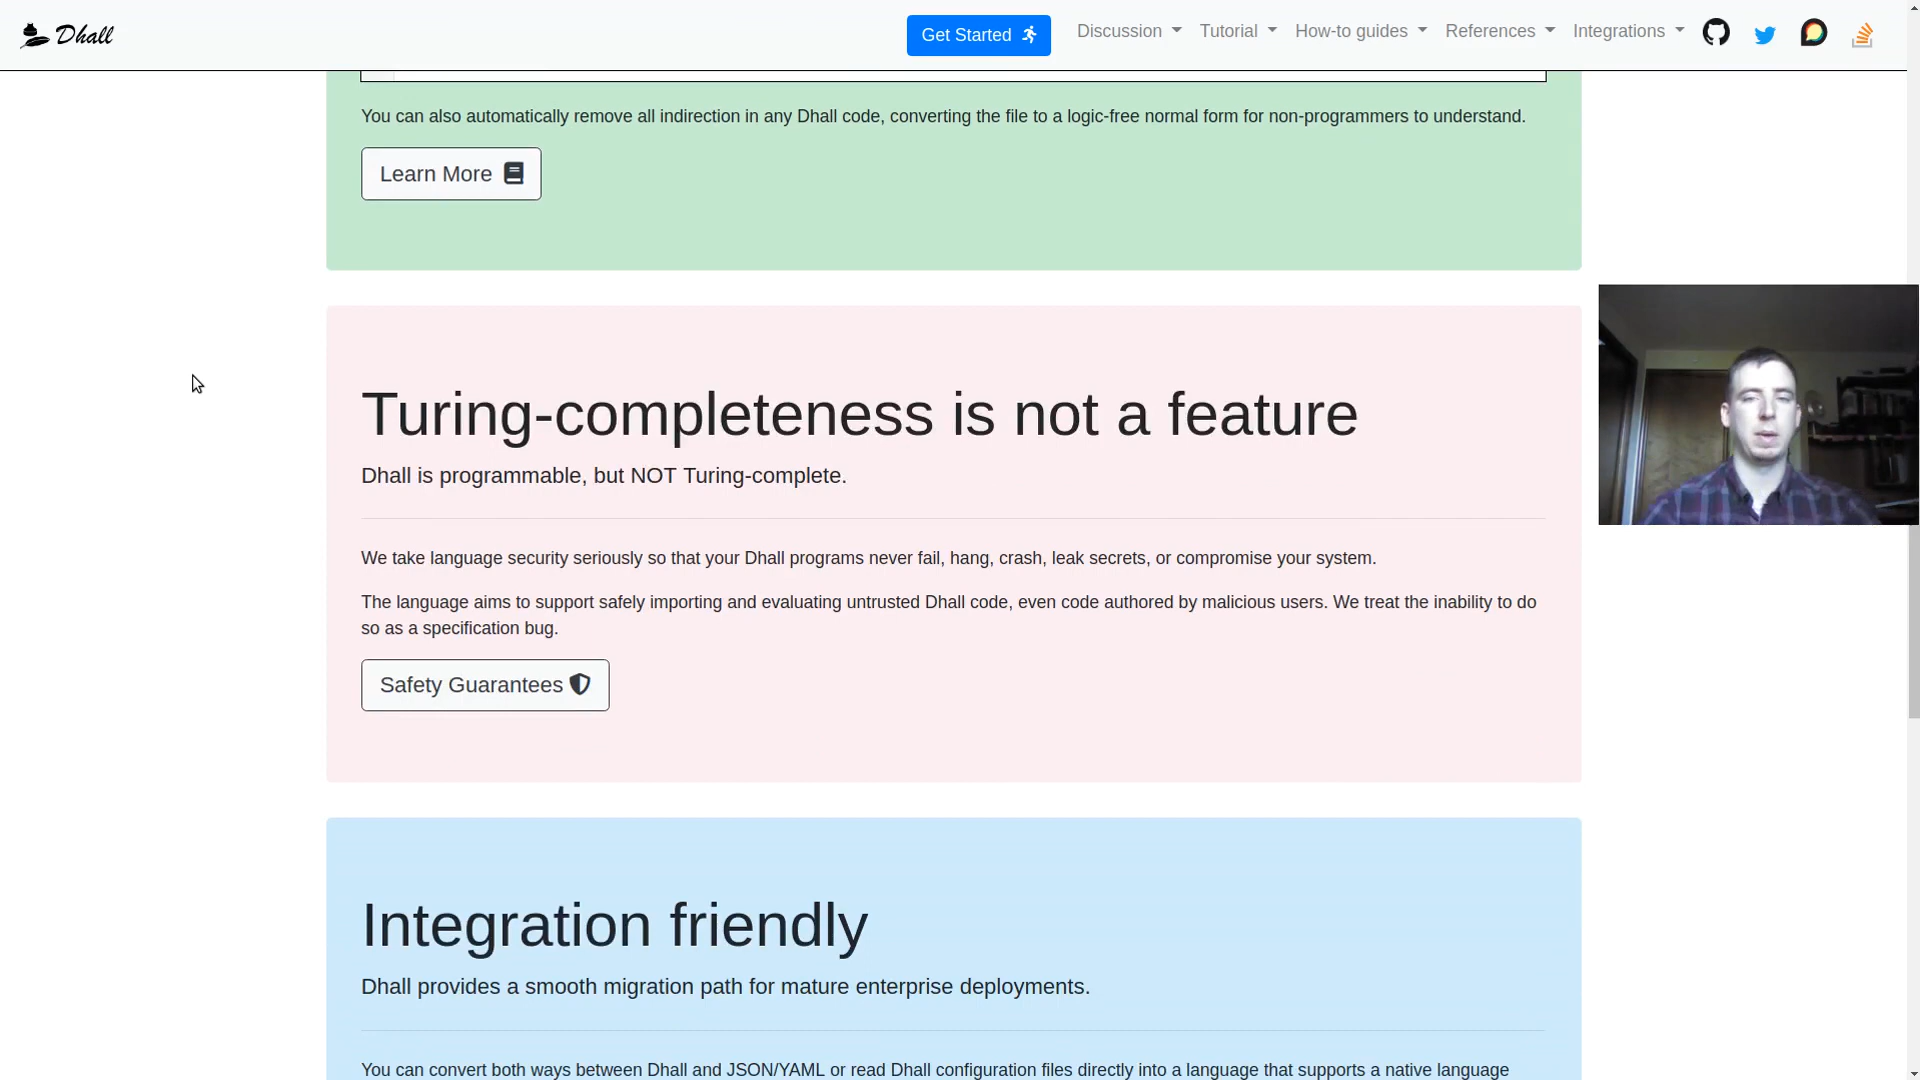 Dhall
Get Started
Discussion
Tutorial
How-to guides
References
Integrations
You can also automatically remove all indirection in any Dhall code, converting the file to a logic-free normal form for non-programmers to understand.
Learn More
Turing-completeness is not a feature
Dhall is programmable, but NOT Turing-complete.
We take language security seriously so that your Dhall programs never fail, hang, crash, leak secrets, or compromise your system.
The language aims to support safely importing and evaluating untrusted Dhall code, even code authored by malicious users. We treat the inability to do
so as a specification bug.
Safety Guarantees
Integration friendly
Dhall provides a smooth migration path for mature enterprise deployments.
You can convert both ways between Dhall and JSON/YAML or read Dhall configuration files directly into a language that supports a native language